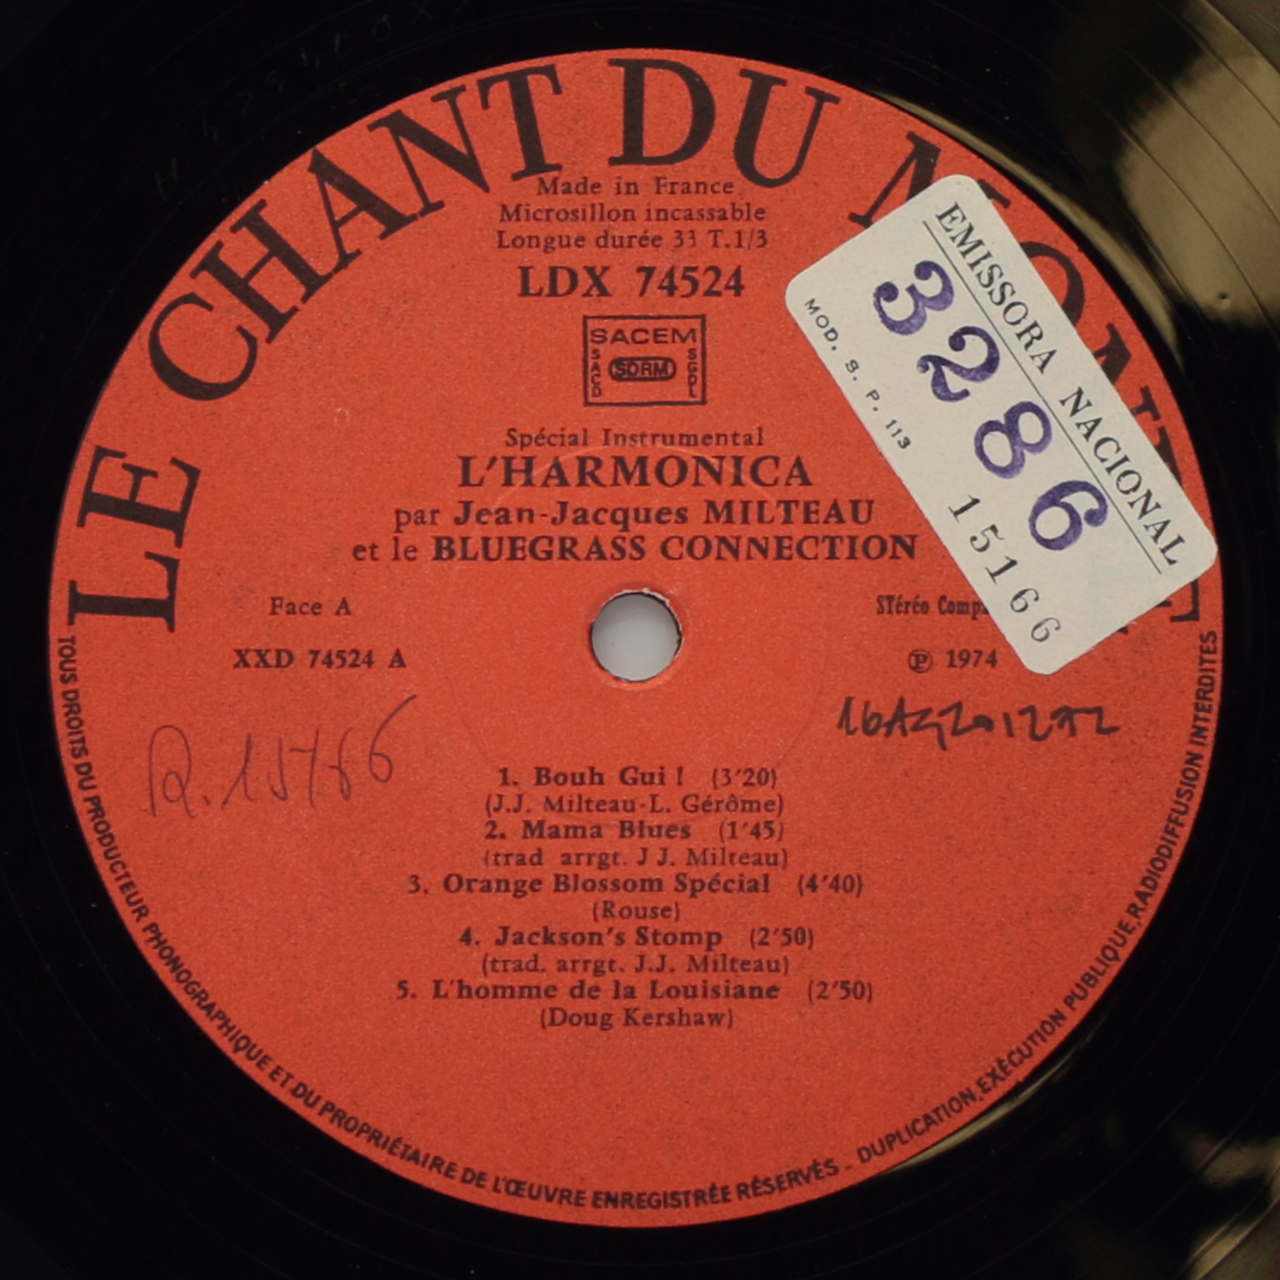 LE CHANT DU
Made in France
Microsillon incassable
Longue durée 33 T.1/3
LDX 74524
SACEM
SACD
SDRM
SGDL
EMISSORA NACIONAL
3286
15166
MOD. S. P. 113
Spécial Instrumental
L'HARMONICA
par Jean-Jacques MILTEAU
et le BLUEGRASS CONNECTION
Face A
STéréo
XXD 74524 A
℗ 1974
1. Bouh Gui ! (3'20)
(J.J. Milteau-L. Gérôme)
2. Mama Blues (1'45)
(trad arrgt. J J. Milteau)
3. Orange Blossom Spécial (4'40)
(Rouse)
4. Jackson's Stomp (2'50)
(trad. arrgt. J.J. Milteau)
5. L'homme de la Louisiane (2'50)
(Doug Kershaw)
TOUS DROITS DU PRODUCTEUR PHONOGRAPHIQUE ET DU PROPRIÉTAIRE DE L'ŒUVRE ENREGISTRÉE RÉSERVÉS - DUPLICATION, EXÉCUTION PUBLIQUE, RADIODIFFUSION INTERDITES